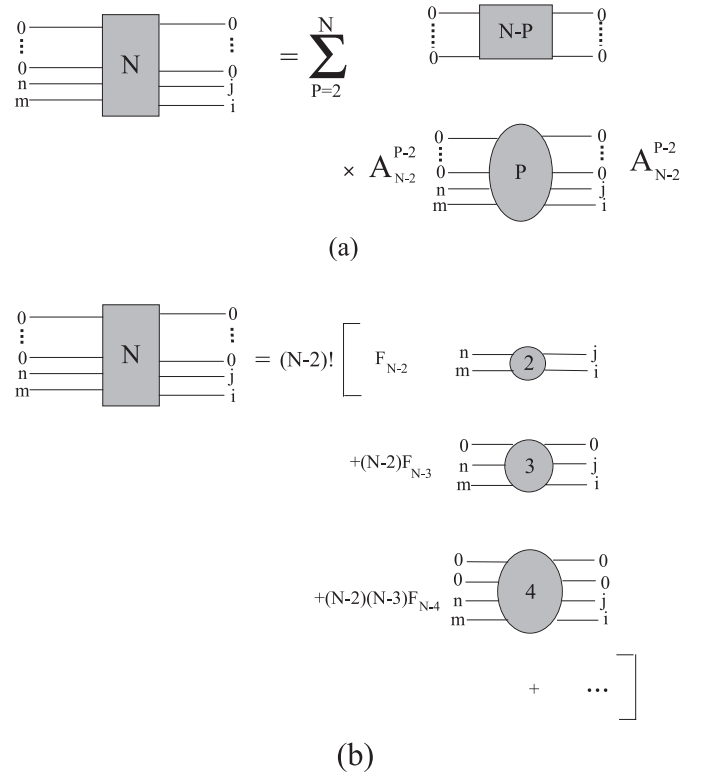 0 0
N
0 0
n j
m i
= ∑
N
P=2
0 N-P 0
0 0
× A P-2 N-2
0 0
P
0 0
n j
m i
A P-2 N-2
(a)
0 0
N
0 0
n j
m i
= (N-2)! [
F N-2
n 2 j
m i
+(N-2)F N-3
0 0
n 3 j
m i
+(N-2)(N-3)F N-4
0 0
0 0
4
n j
m i
+ ... ]
(b)